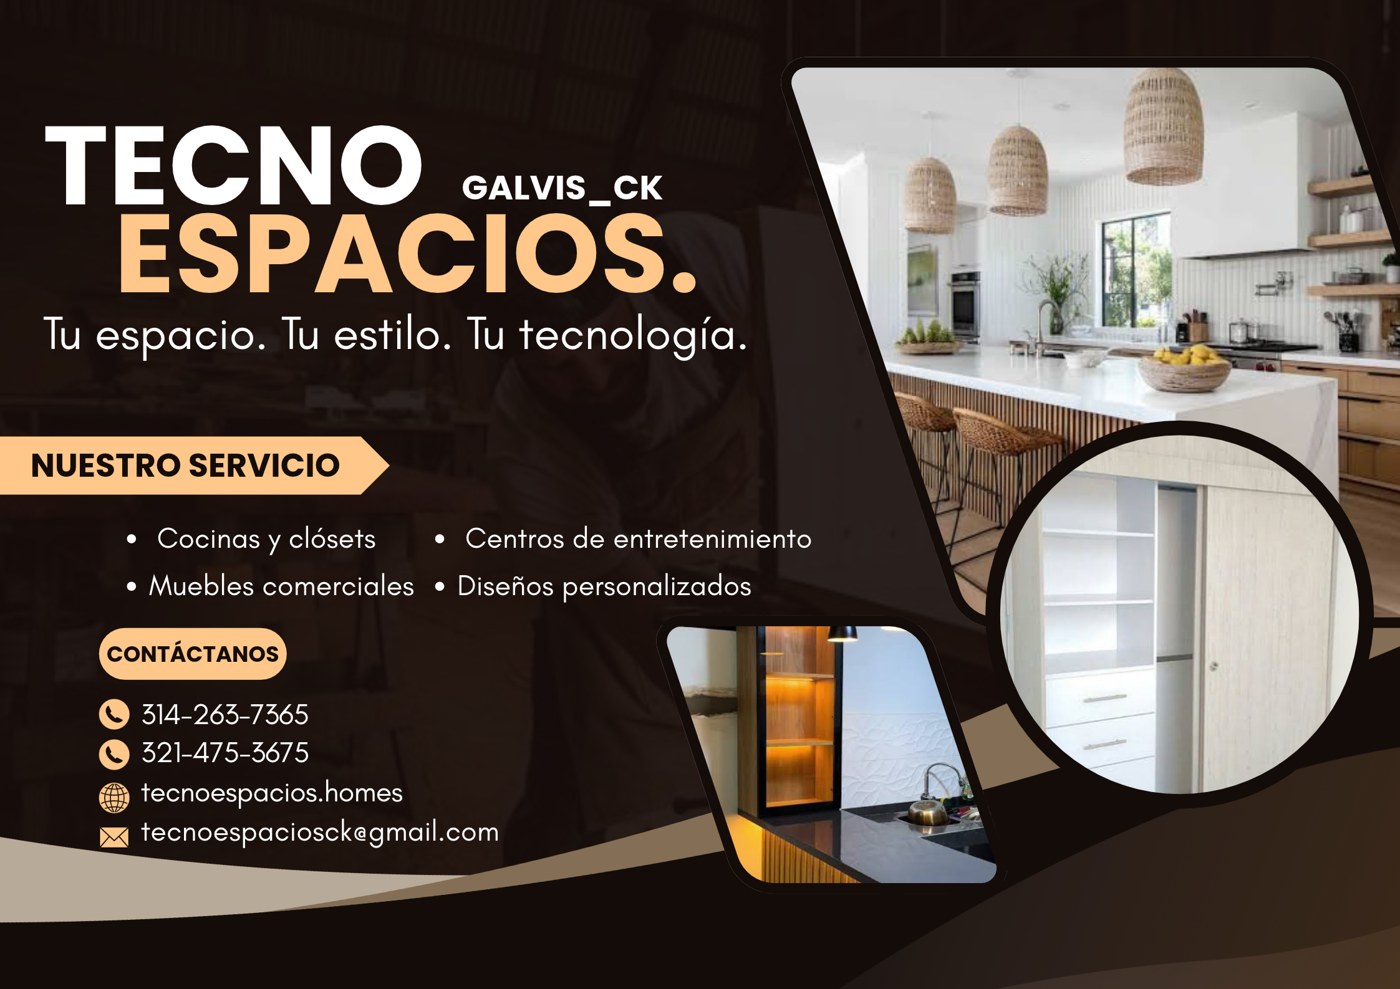 TECNO
GALVIS_CK
ESPACIOS.
Tu espacio. Tu estilo. Tu tecnología.
NUESTRO SERVICIO
• Cocinas y clósets
• Muebles comerciales
• Centros de entretenimiento
• Diseños personalizados
CONTÁCTANOS
314-263-7365
321-475-3675
tecnoespacios.homes
tecnoespaciosck@gmail.com